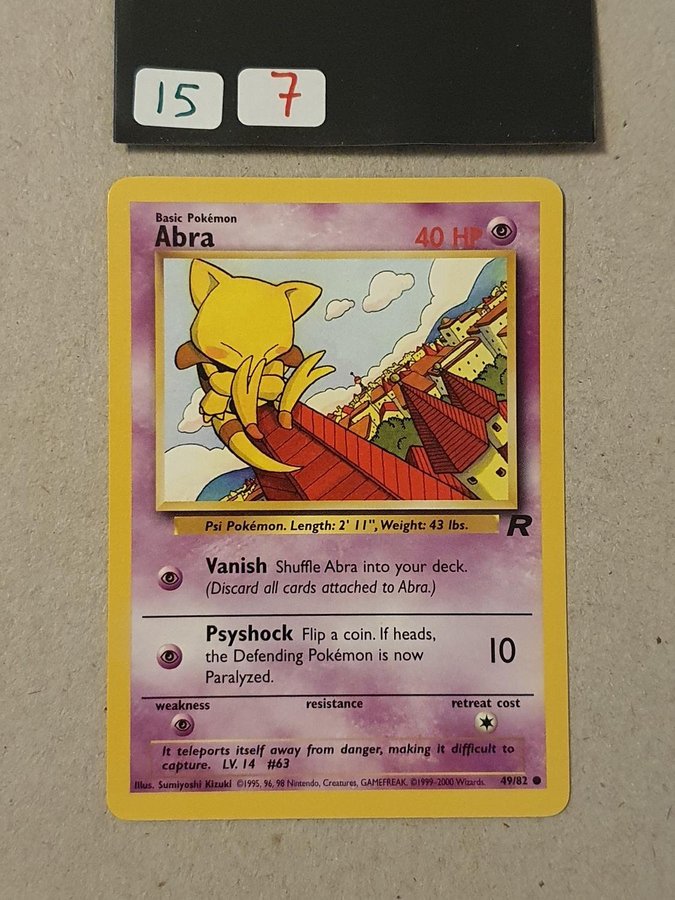 15 7
Basic Pokémon
Abra 40 HP
Psi Pokémon. Length: 2' 11", Weight: 43 lbs.
R
Vanish Shuffle Abra into your deck.
(Discard all cards attached to Abra.)
Psyshock Flip a coin. If heads,
the Defending Pokémon is now
Paralyzed.
10
weakness resistance retreat cost
It teleports itself away from danger, making it difficult to
capture. LV. 14 #63
Illus. Sumiyoshi Kizuki ©1995, 96, 98 Nintendo, Creatures, GAMEFREAK. ©1999-2000 Wizards. 49/82